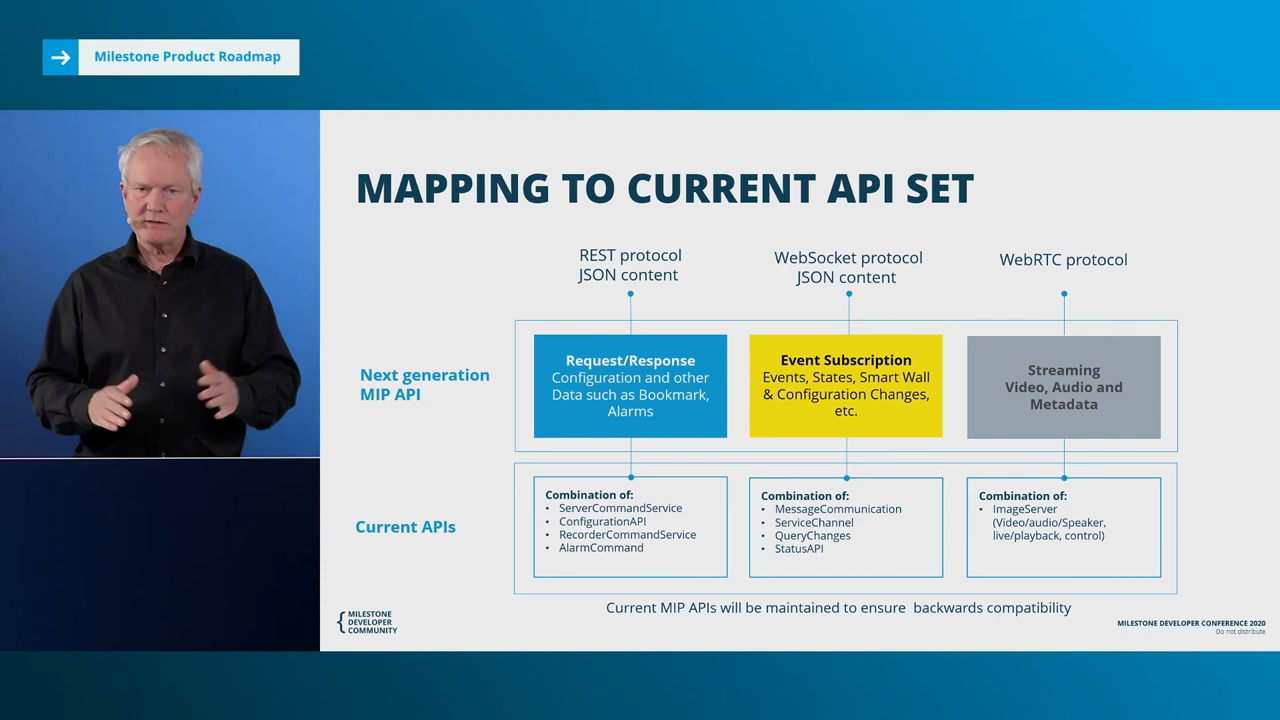 Milestone Product Roadmap
MAPPING TO CURRENT API SET
REST protocol
JSON content
WebSocket protocol
JSON content
WebRTC protocol
Next generation
MIP API
Request/Response
Configuration and other
Data such as Bookmark,
Alarms
Event Subscription
Events, States, Smart Wall
& Configuration Changes,
etc.
Streaming
Video, Audio and
Metadata
Current APIs
Combination of:
• ServerCommandService
• ConfigurationAPI
• RecorderCommandService
• AlarmCommand
Combination of:
• MessageCommunication
• ServiceChannel
• QueryChanges
• StatusAPI
Combination of:
• ImageServer
(Video/audio/Speaker,
live/playback, control)
Current MIP APIs will be maintained to ensure backwards compatibility
MILESTONE
DEVELOPER
COMMUNITY
MILESTONE DEVELOPER CONFERENCE 2020
Do not distribute